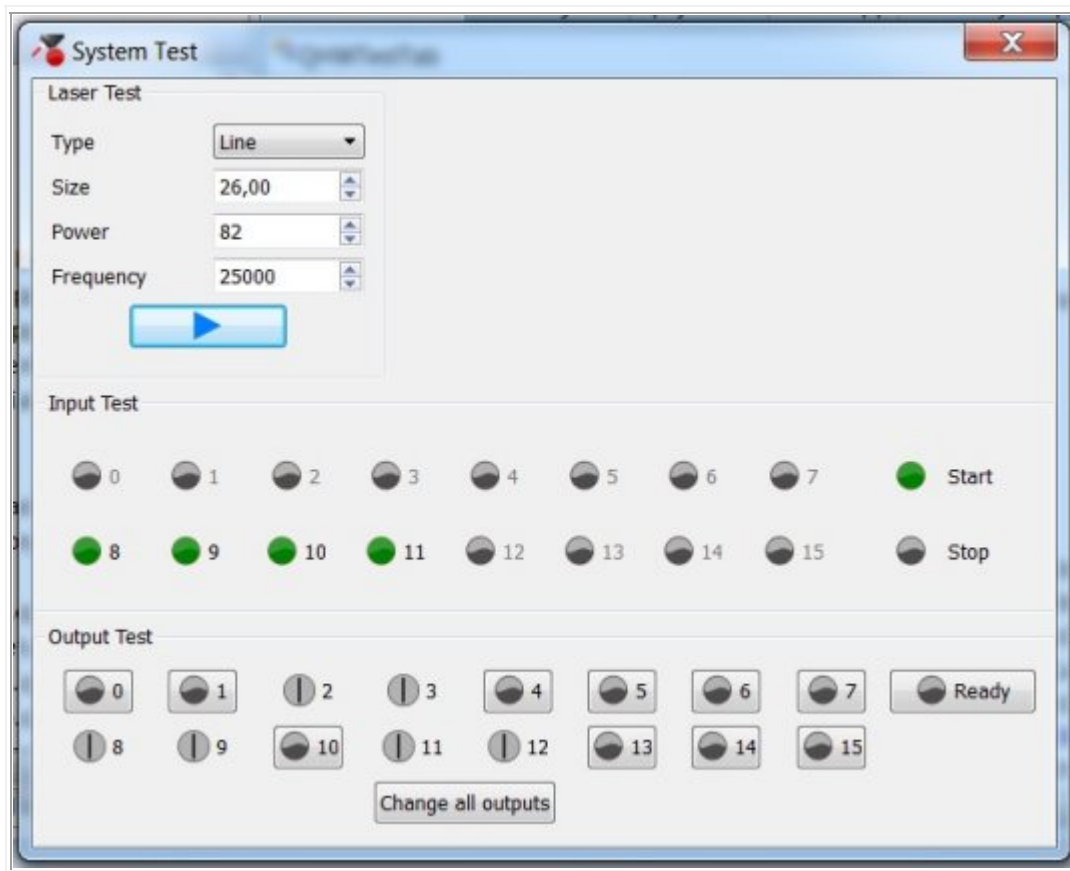 System Test
Laser Test
Type Line
Size 26,00
Power 82
Frequency 25000
Input Test
0 1 2 3 4 5 6 7 Start
8 9 10 11 12 13 14 15 Stop
Output Test
0 1 2 3 4 5 6 7 Ready
8 9 10 11 12 13 14 15
Change all outputs